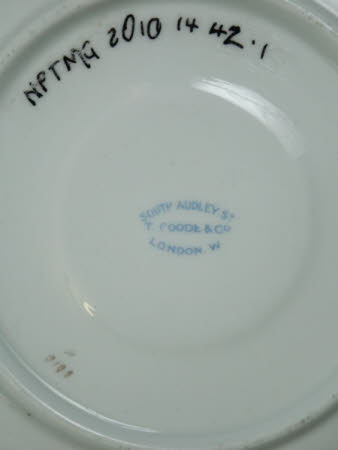 NPTMG 2010 14 42.1
SOUTH AUDLEY ST
T. GOODE & CO
LONDON W